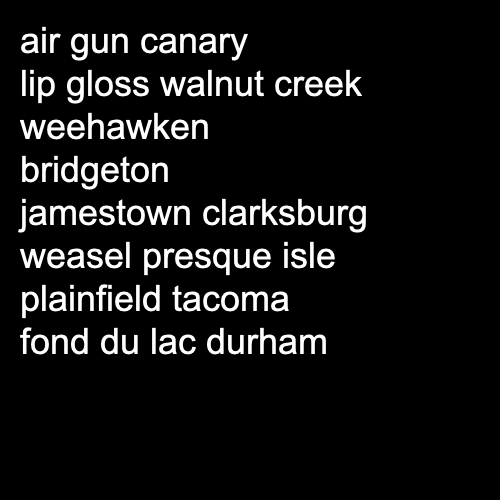 air gun canary
lip gloss walnut creek
weehawken
bridgeton
jamestown clarksburg
weasel presque isle
plainfield tacoma
fond du lac durham